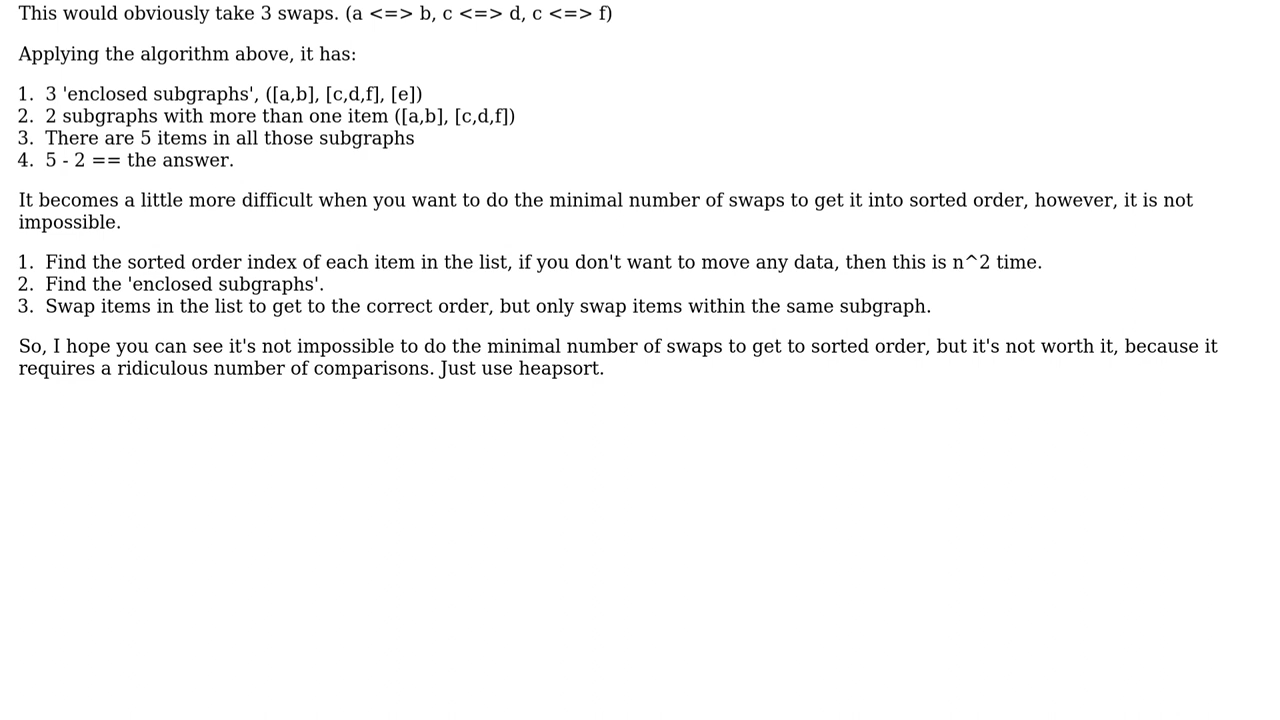 This would obviously take 3 swaps. (a <=> b, c <=> d, c <=> f)
Applying the algorithm above, it has:
1. 3 'enclosed subgraphs', ([a,b], [c,d,f], [e])
2. 2 subgraphs with more than one item ([a,b], [c,d,f])
3. There are 5 items in all those subgraphs
4. 5 - 2 == the answer.
It becomes a little more difficult when you want to do the minimal number of swaps to get it into sorted order, however, it is not
impossible.
1. Find the sorted order index of each item in the list, if you don't want to move any data, then this is n^2 time.
2. Find the 'enclosed subgraphs'.
3. Swap items in the list to get to the correct order, but only swap items within the same subgraph.
So, I hope you can see it's not impossible to do the minimal number of swaps to get to sorted order, but it's not worth it, because it
requires a ridiculous number of comparisons. Just use heapsort.